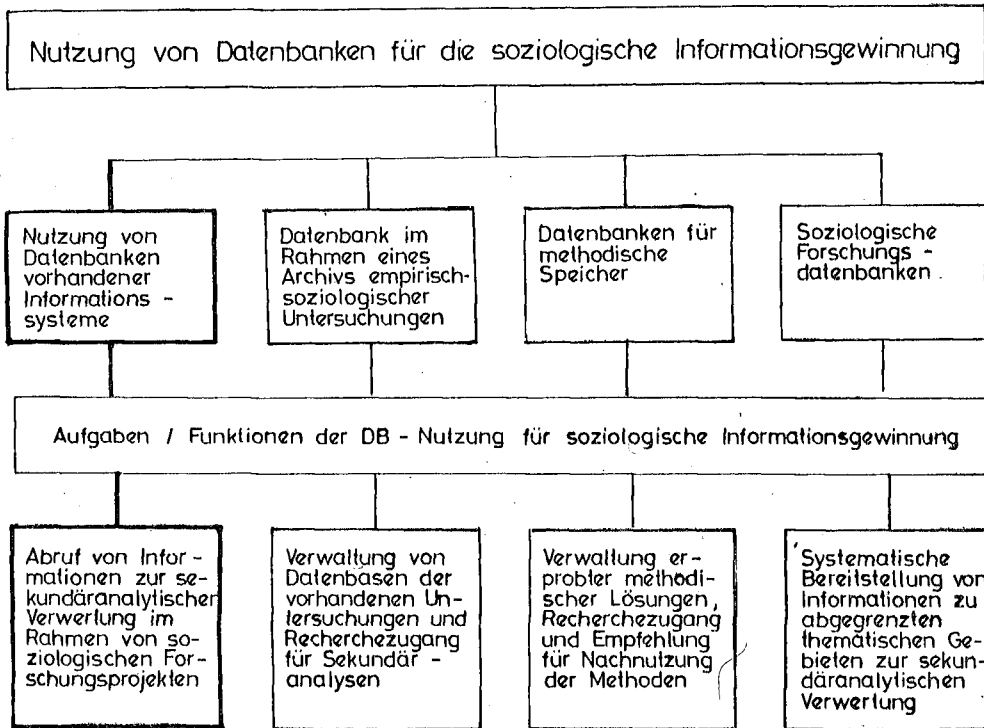 Nutzung von Datenbanken für die soziologische Informationsgewinnung
Nutzung von
Datenbanken
vorhandener
Informations -
systeme
Datenbank im
Rahmen eines
Archivs empirisch-
soziologischer
Untersuchungen
Datenbanken für
methodische
Speicher
Soziologische
Forschungs -
datenbanken
Aufgaben / Funktionen der DB - Nutzung für soziologische Informationsgewinnung
Abruf von Infor -
mationen zur se-
kundäranalytischer
Verwertung im
Rahmen von so-
ziologischen For-
schungsprojekten
Verwaltung von
Datenbasen der
vorhandenen Un-
tersuchungen und
Recherchezugang
für Sekundär -
analysen
Verwaltung er-
probter methodi-
scher Lösungen,
Recherchezugang
und Empfehlung
für Nachnutzung
der Methoden
Systematische
Bereitstellung von
Informationen zu
abgegrenzten
thematischen Ge-
bieten zur sekun-
däranalytischen
Verwertung